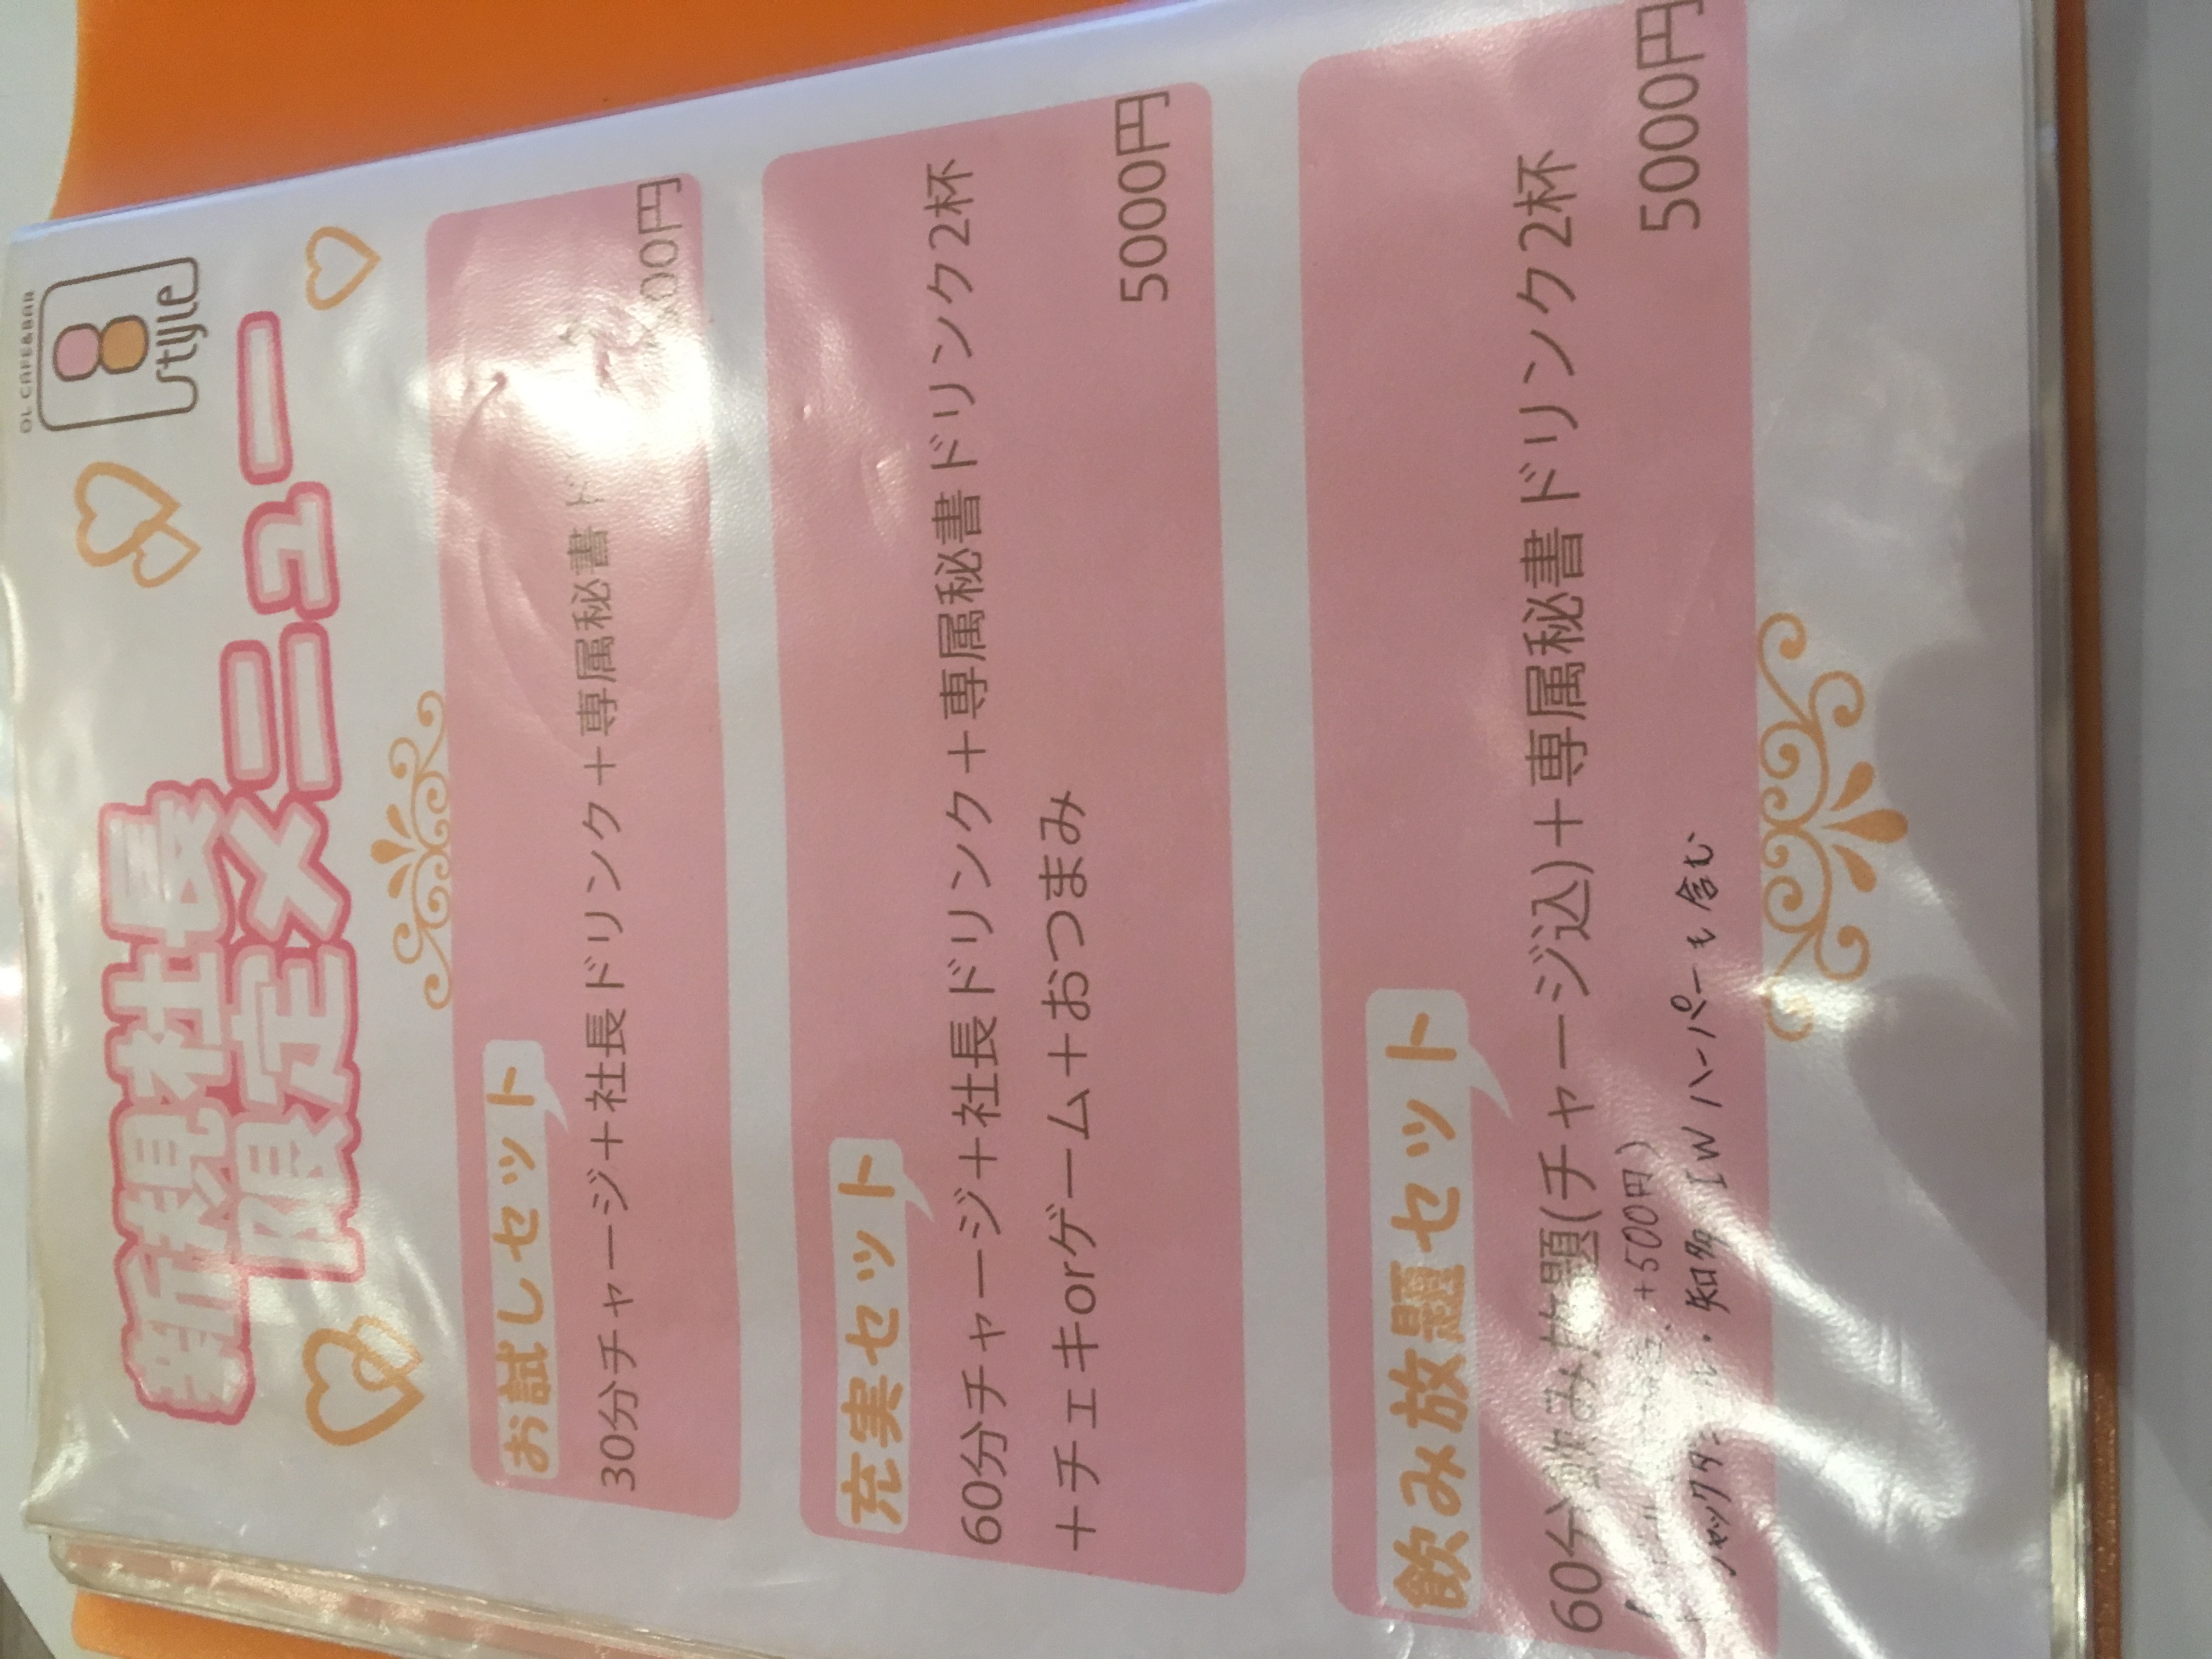 OL CAFE&BAR
8
style
新規社長
限定メニュー
お試しセット
30分チャージ＋社長ドリンク＋専属秘書ド
500円
充実セット
60分チャージ＋社長ドリンク＋専属秘書ドリンク2杯
＋チェキorゲーム＋おつまみ
5000円
飲み放題セット
60分飲み放題(チャージ込)＋専属秘書ドリンク2杯
+500円)
5000円
ジャックダニエル・知多 IWハーパーも含む